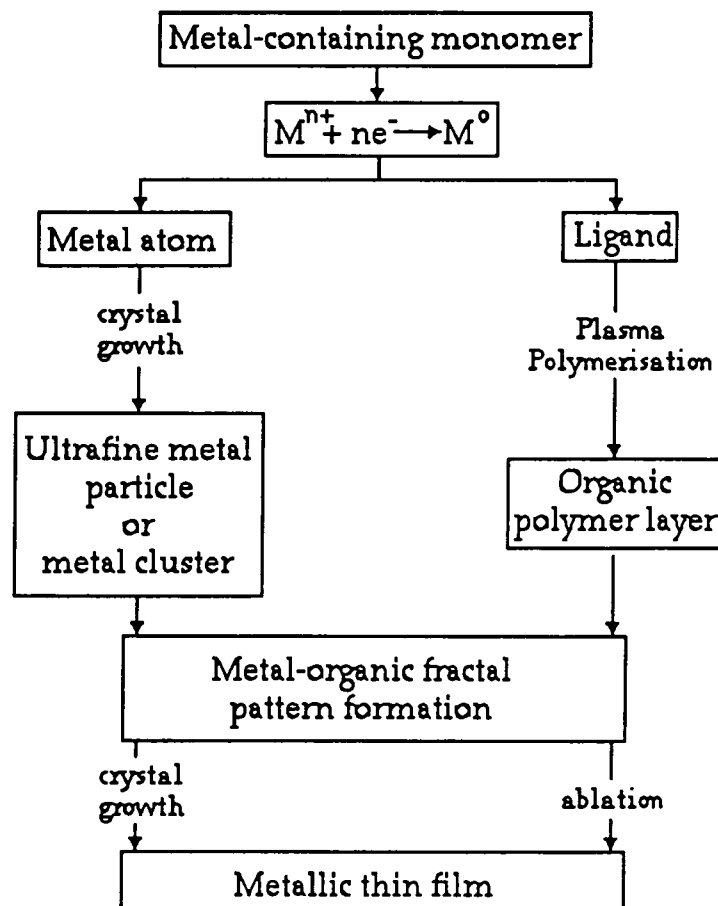 Metal-containing monomer
Mⁿ⁺+ ne⁻→M⁰
Metal atom
Ligand
crystal
growth
Plasma
Polymerisation
Ultrafine metal
particle
or
metal cluster
Organic
polymer layer
Metal-organic fractal
pattern formation
crystal
growth
ablation
Metallic thin film